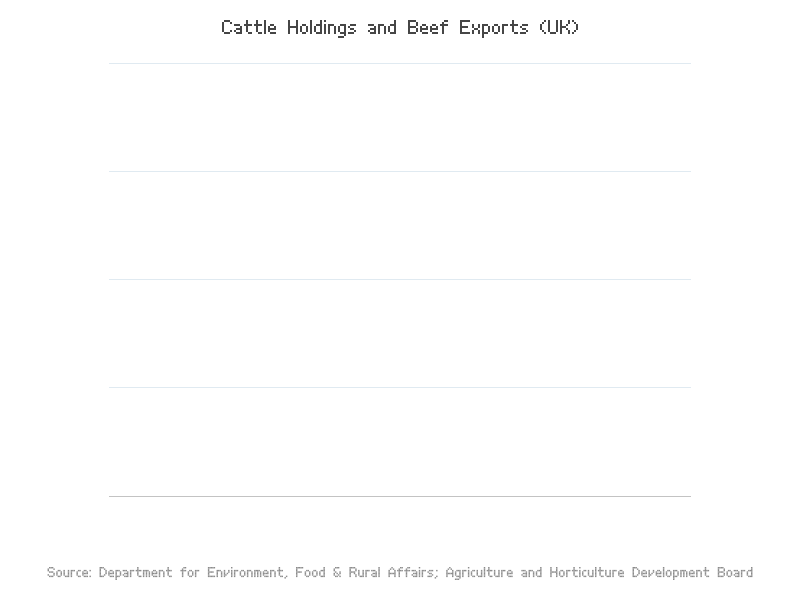 Cattle Holdings and Beef Exports (UK)
Source: Department for Environment, Food & Rural Affairs; Agriculture and Horticulture Development Board